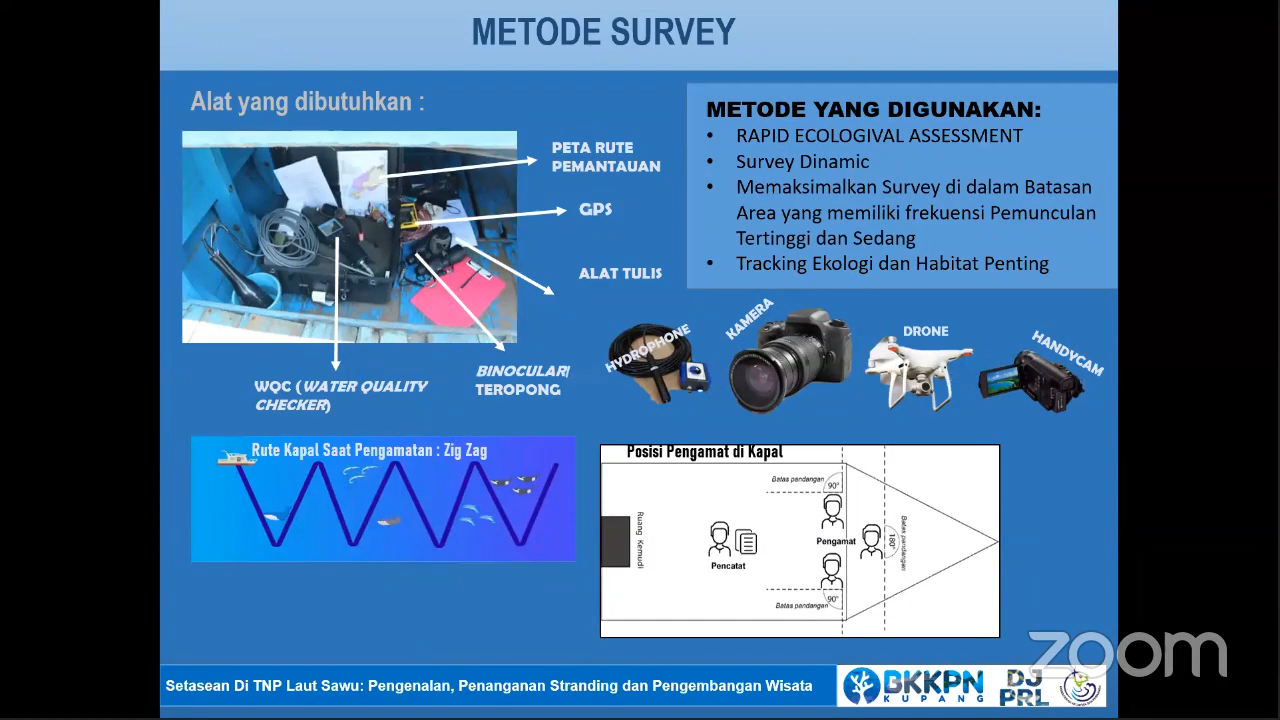 METODE SURVEY
Alat yang dibutuhkan :
PETA RUTE
PEMANTAUAN
GPS
ALAT TULIS
BINOCULAR/
TEROPONG
WQC (WATER QUALITY
CHECKER)
METODE YANG DIGUNAKAN:
• RAPID ECOLOGIVAL ASSESSMENT
• Survey Dinamic
• Memaksimalkan Survey di dalam Batasan
Area yang memiliki frekuensi Pemunculan
Tertinggi dan Sedang
• Tracking Ekologi dan Habitat Penting
HYDROPHONE
KAMERA
DRONE
HANDYCAM
Rute Kapal Saat Pengamatan : Zig Zag
Posisi Pengamat di Kapal
Batas pandangan
90°
Ruang Kemudi
Pencatat
Pengamat
180°
Batas pandangan
Batas pandangan
90°
Setasean Di TNP Laut Sawu: Pengenalan, Penanganan Stranding dan Pengembangan Wisata
BKKPN
KUPANG
DJ
PRL
zoom